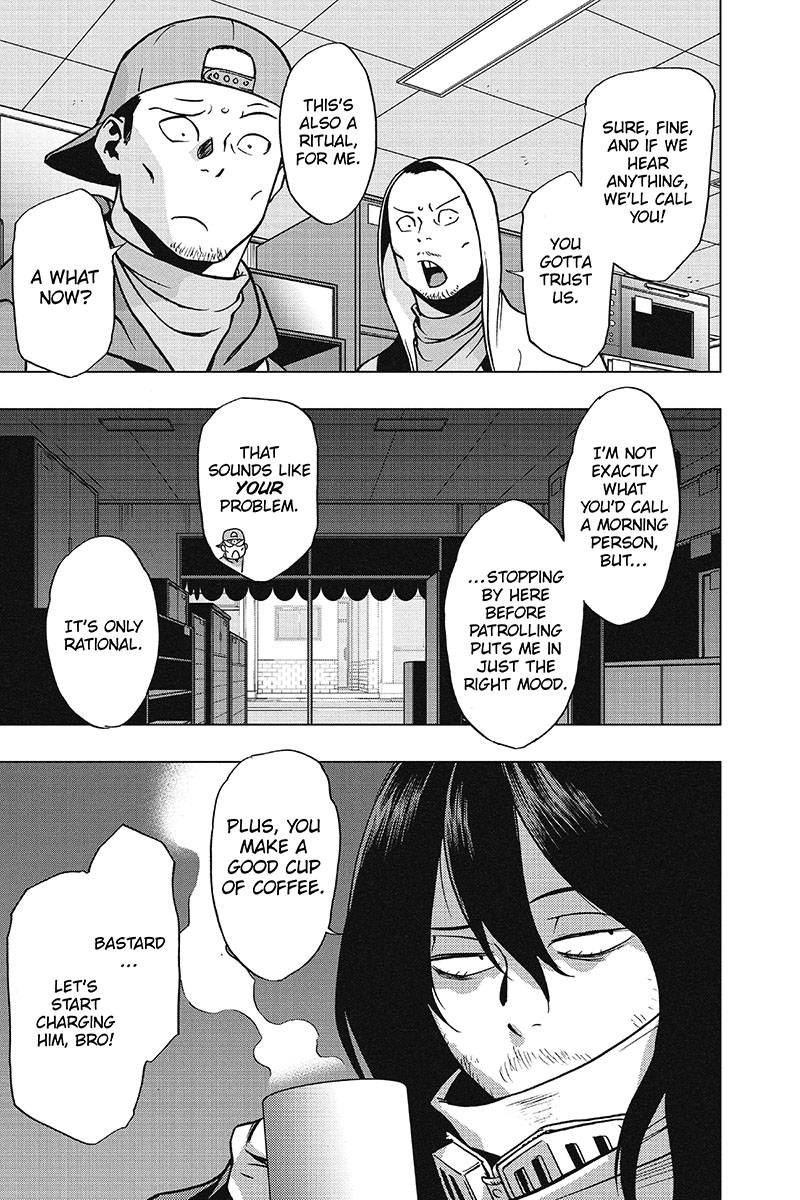 SURE, FINE,
AND IF WE
HEAR
ANYTHING,
WE'LL CALL
YOU!
YOU
GOTTA
TRUST
US.
THIS'S
ALSO A
RITUAL,
FOR ME.
A WHAT
NOW?
I'M NOT
EXACTLY
WHAT
YOU'D CALL
A MORNING
PERSON,
BUT...
...STOPPING
BY HERE
BEFORE
PATROLLING
PUTS ME IN
JUST THE
RIGHT MOOD.
THAT
SOUNDS LIKE
YOUR
PROBLEM.
IT'S ONLY
RATIONAL.
PLUS, YOU
MAKE A
GOOD CUP
OF COFFEE.
BASTARD
...
LET'S
START
CHARGING
HIM, BRO!